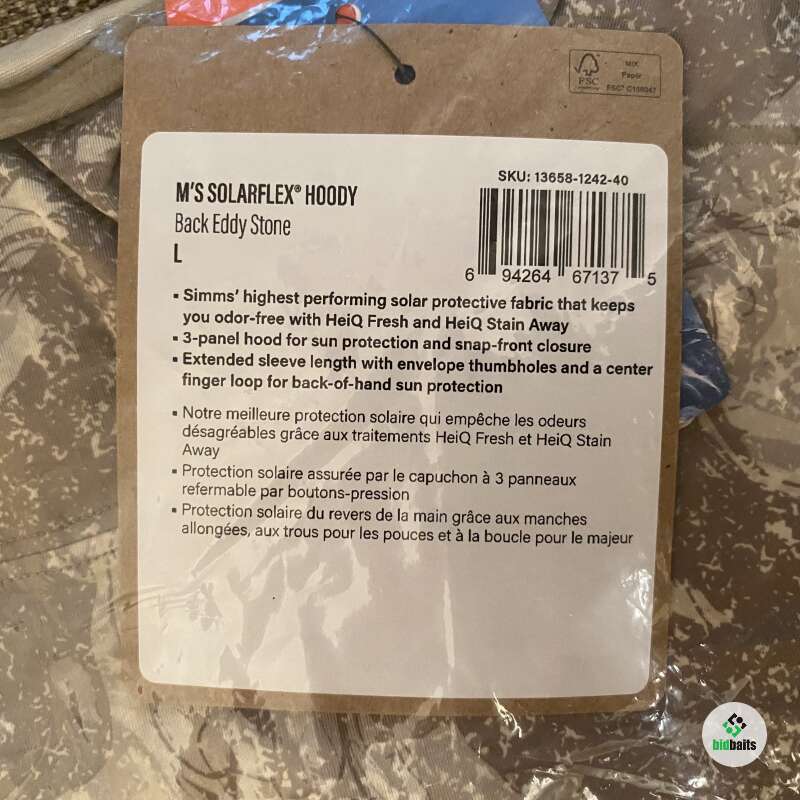 FSC
MIX
Paper
FSC® C108047
SKU: 13658-1242-40
M'S SOLARFLEX® HOODY
Back Eddy Stone
L
6 94264 67137 5
▪ Simms' highest performing solar protective fabric that keeps
you odor-free with HeiQ Fresh and HeiQ Stain Away
▪ 3-panel hood for sun protection and snap-front closure
▪ Extended sleeve length with envelope thumbholes and a center
finger loop for back-of-hand sun protection
▪ Notre meilleure protection solaire qui empêche les odeurs
désagréables grâce aux traitements HeiQ Fresh et HeiQ Stain
Away
▪ Protection solaire assurée par le capuchon à 3 panneaux
refermable par boutons-pression
▪ Protection solaire du revers de la main grâce aux manches
allongées, aux trous pour les pouces et à la boucle pour le majeur
bidbaits